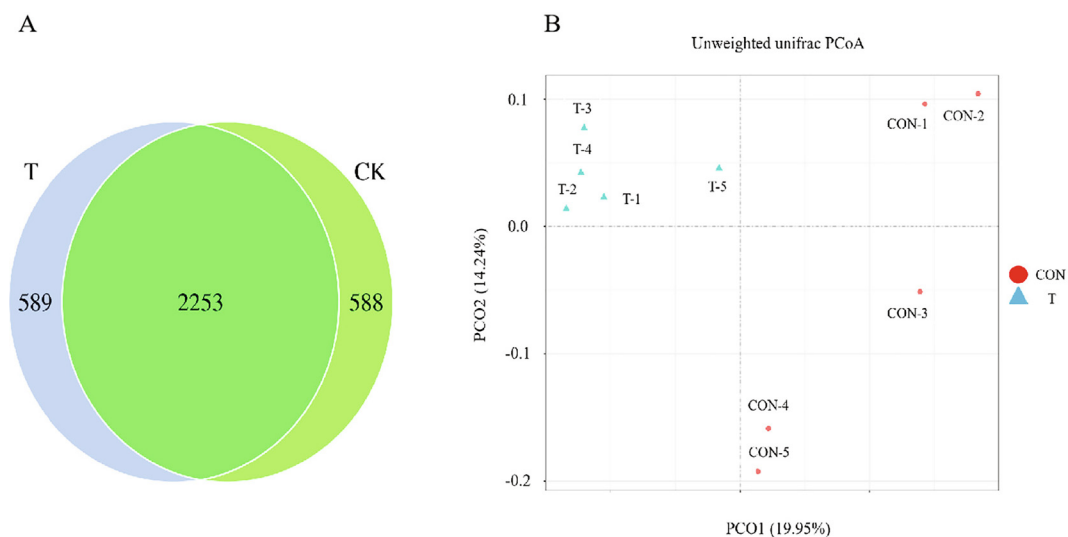 A
T
CK
589
2253
588
B
Unweighted unifrac PCoA
PCO2 (14.24%)
0.1
0.0
-0.1
-0.2
T-3
T-4
T-2
T-1
T-5
CON-1
CON-2
CON-3
CON-4
CON-5
PCO1 (19.95%)
CON
T